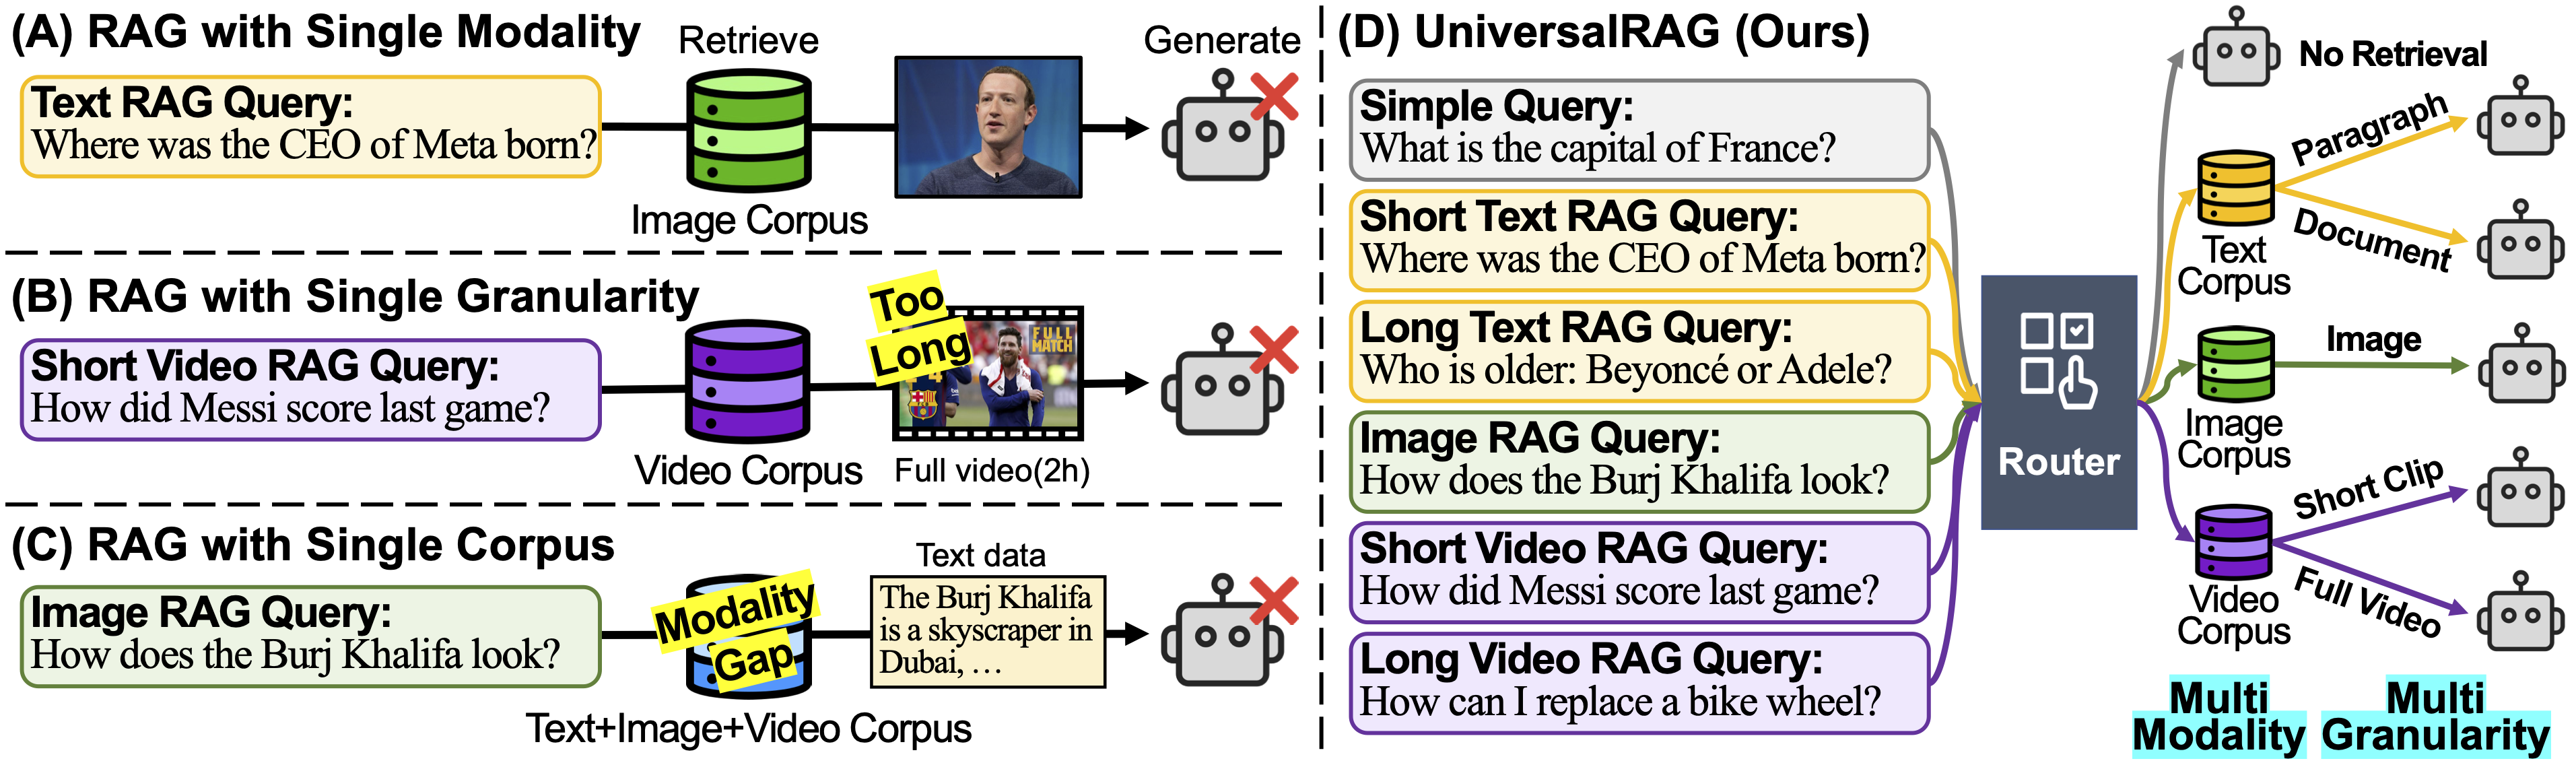 (A) RAG with Single Modality
Retrieve
Generate
Text RAG Query:
Where was the CEO of Meta born?
Image Corpus
(B) RAG with Single Granularity
Short Video RAG Query:
How did Messi score last game?
Video Corpus
Too
Long
FULL
MATCH
Full video(2h)
(C) RAG with Single Corpus
Image RAG Query:
How does the Burj Khalifa look?
Modality
Gap
Text+Image+Video Corpus
Text data
The Burj Khalifa
is a skyscraper in
Dubai, ...
(D) UniversalRAG (Ours)
Simple Query:
What is the capital of France?
Short Text RAG Query:
Where was the CEO of Meta born?
Long Text RAG Query:
Who is older: Beyoncé or Adele?
Image RAG Query:
How does the Burj Khalifa look?
Short Video RAG Query:
How did Messi score last game?
Long Video RAG Query:
How can I replace a bike wheel?
Router
No Retrieval
Text
Corpus
Paragraph
Document
Image
Corpus
Image
Video
Corpus
Short Clip
Full Video
Multi
Modality
Multi
Granularity